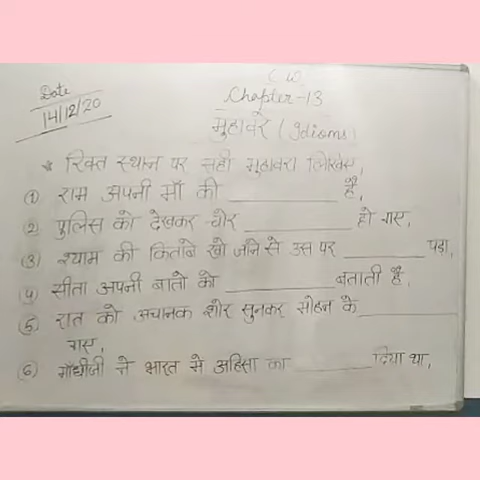 Date
14/12/20
CW
Chapter-13
मुहावरे (Idioms)
* रिक्त स्थान पर सही मुहावरा लिखिए,
① राम अपनी माँ की __________ है,
② पुलिस को देखकर चोर __________ हो गए,
③ श्याम की किताबे खो जाने से उस पर __________ पड़ा,
④ सीता अपनी बातो को __________ बताती है,
⑤ रात को अचानक शोर सुनकर सोहन के __________
गए,
⑥ गाँधीजी ने भारत मे अहिंसा का __________ दिया था,